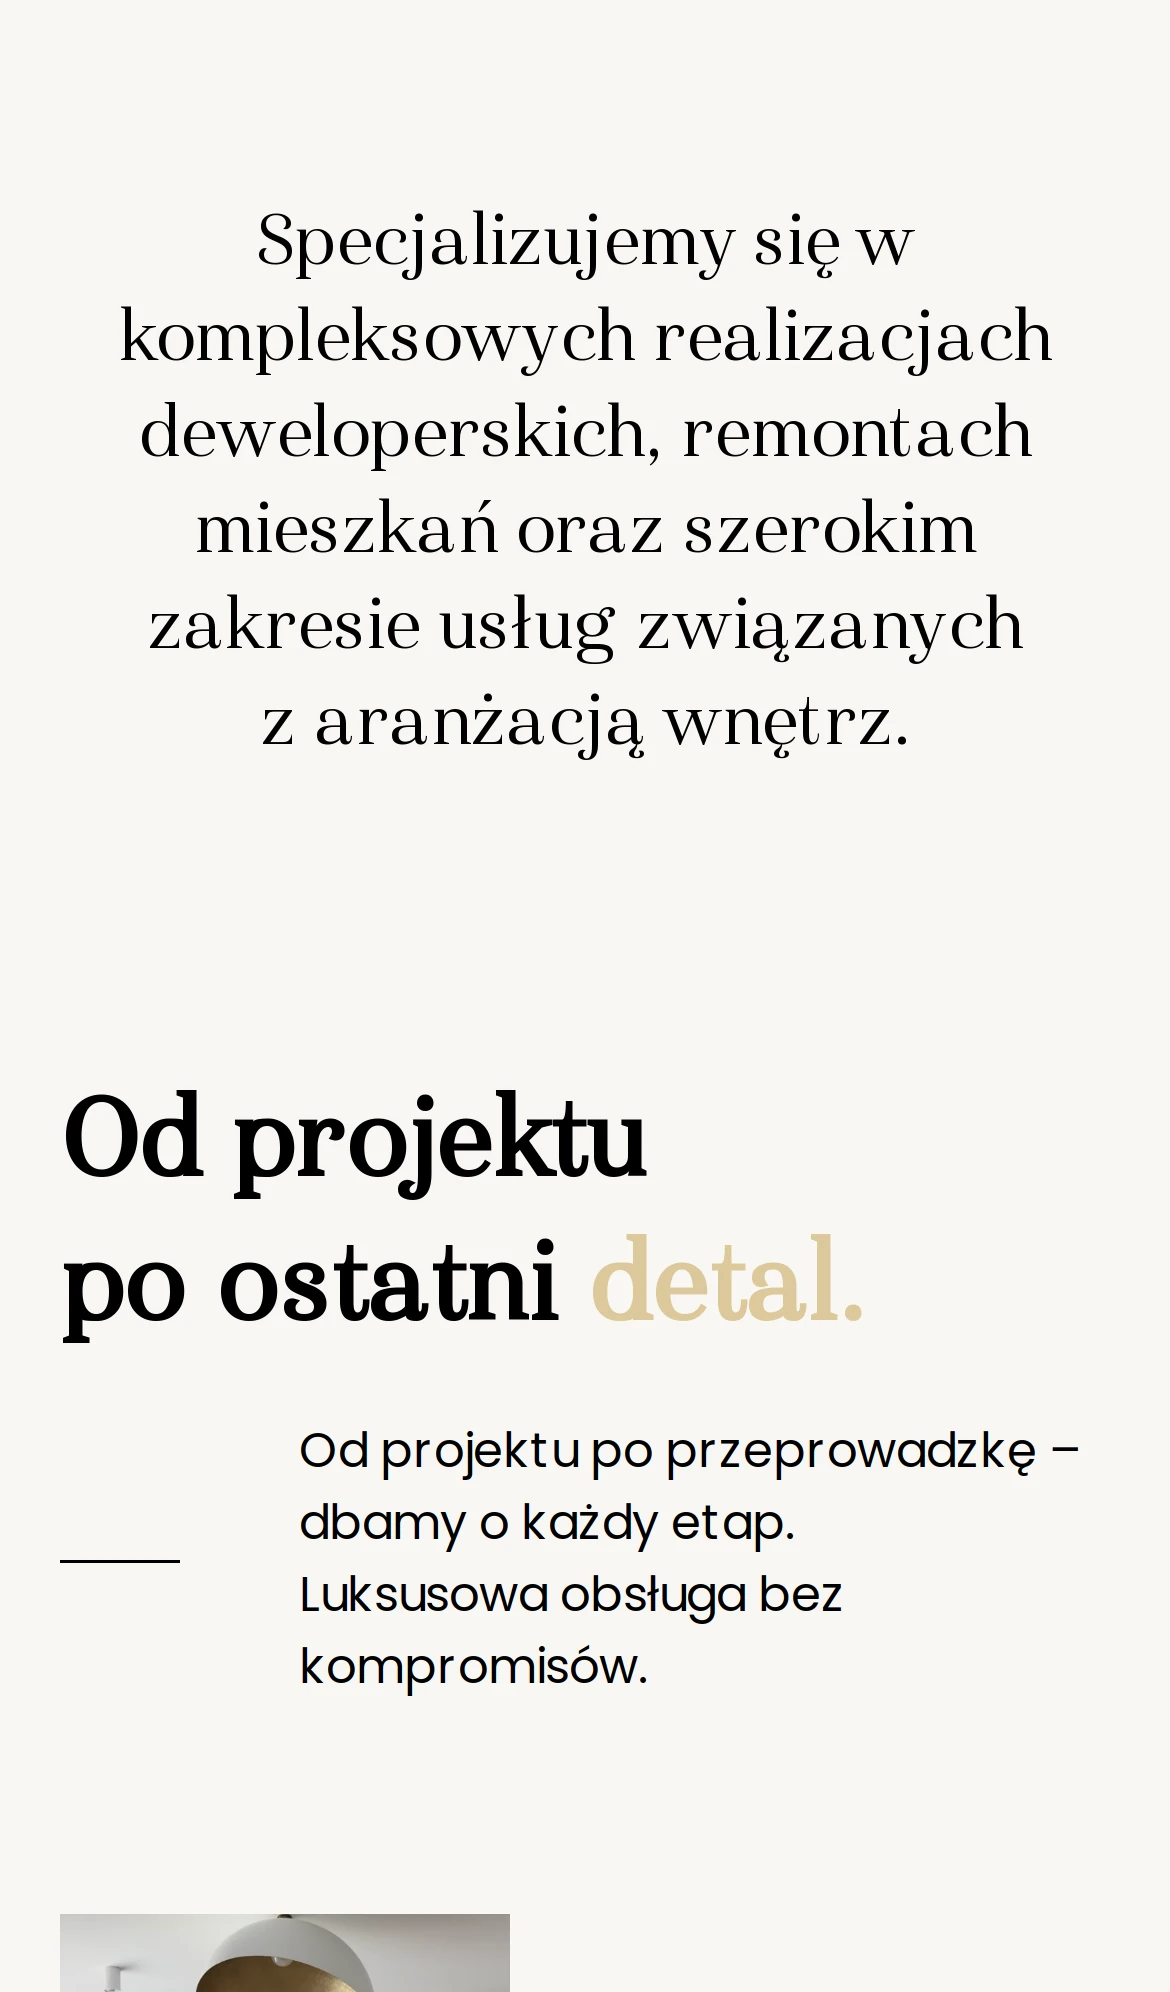 Specjalizujemy się w
kompleksowych realizacjach
deweloperskich, remontach
mieszkań oraz szerokim
zakresie usług związanych
z aranżacją wnętrz.
Od projektu
po ostatni detal.
Od projektu po przeprowadzkę –
dbamy o każdy etap.
Luksusowa obsługa bez
kompromisów.